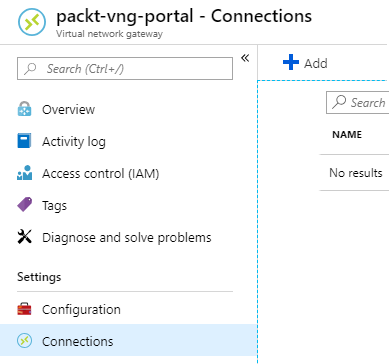 packt-vng-portal - Connections
Virtual network gateway
Search (Ctrl+/)
«
Add
Overview
Search
Activity log
NAME
Access control (IAM)
No results
Tags
Diagnose and solve problems
Settings
Configuration
Connections